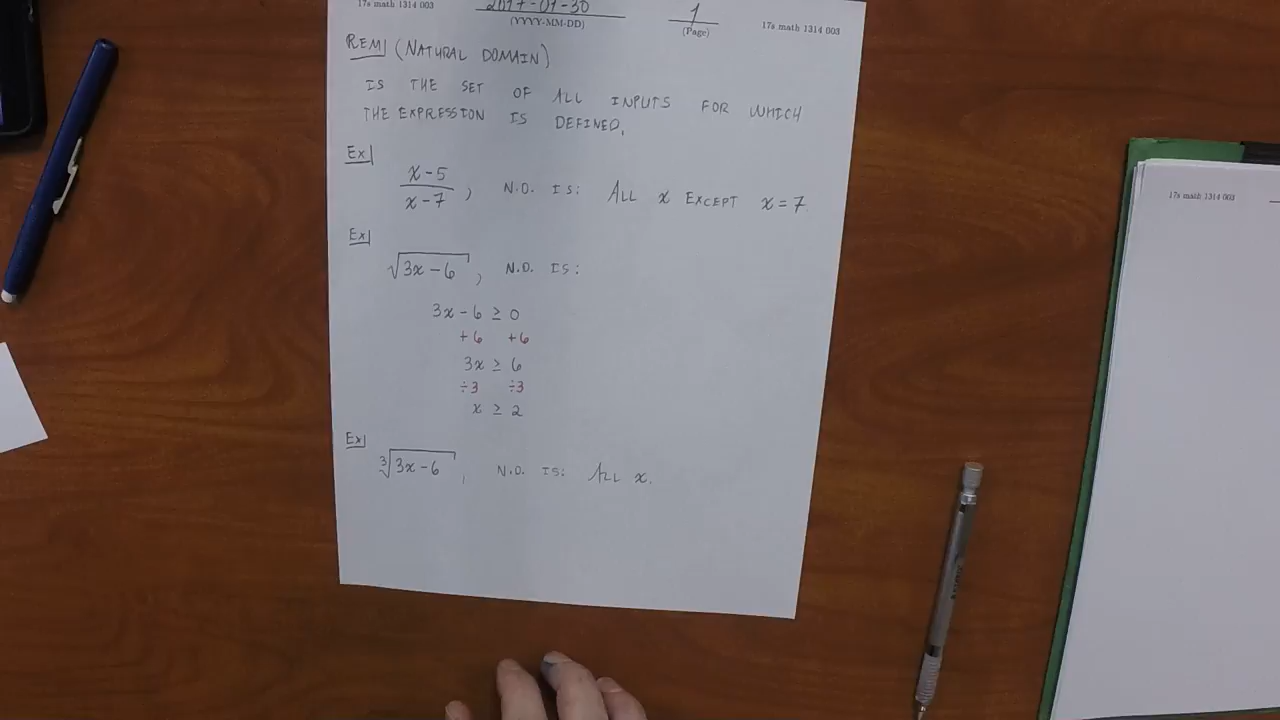 17s math 1314 003
2017-01-30
1
(YYYY-MM-DD)
(Page)
17s math 1314 003
REM (NATURAL DOMAIN)
IS THE SET OF ALL INPUTS FOR WHICH
THE EXPRESSION IS DEFINED.
Ex
x-5
x-7 , N.D. IS: ALL x EXCEPT x=7.
Ex
√3x-6 , N.D. IS:
3x-6 ≥ 0
+6 +6
3x ≥ 6
÷3 ÷3
x ≥ 2
Ex
3√3x-6 , N.D. IS: ALL x.
17s math 1314 003